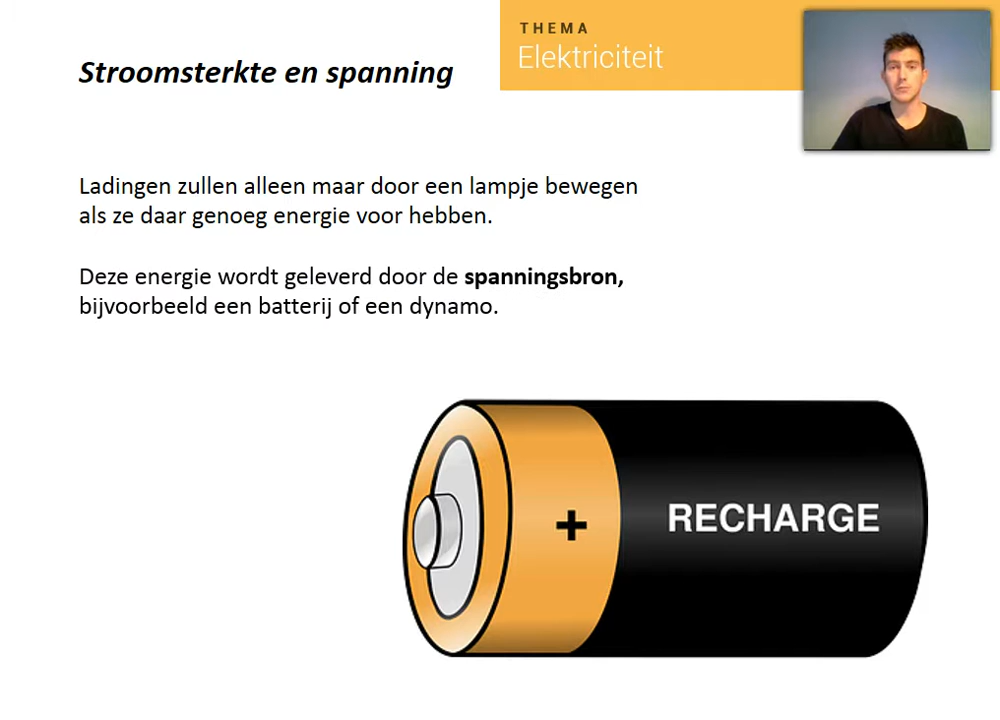 THEMA
Elektriciteit
Stroomsterkte en spanning
Ladingen zullen alleen maar door een lampje bewegen
als ze daar genoeg energie voor hebben.
Deze energie wordt geleverd door de spanningsbron,
bijvoorbeeld een batterij of een dynamo.
+
RECHARGE